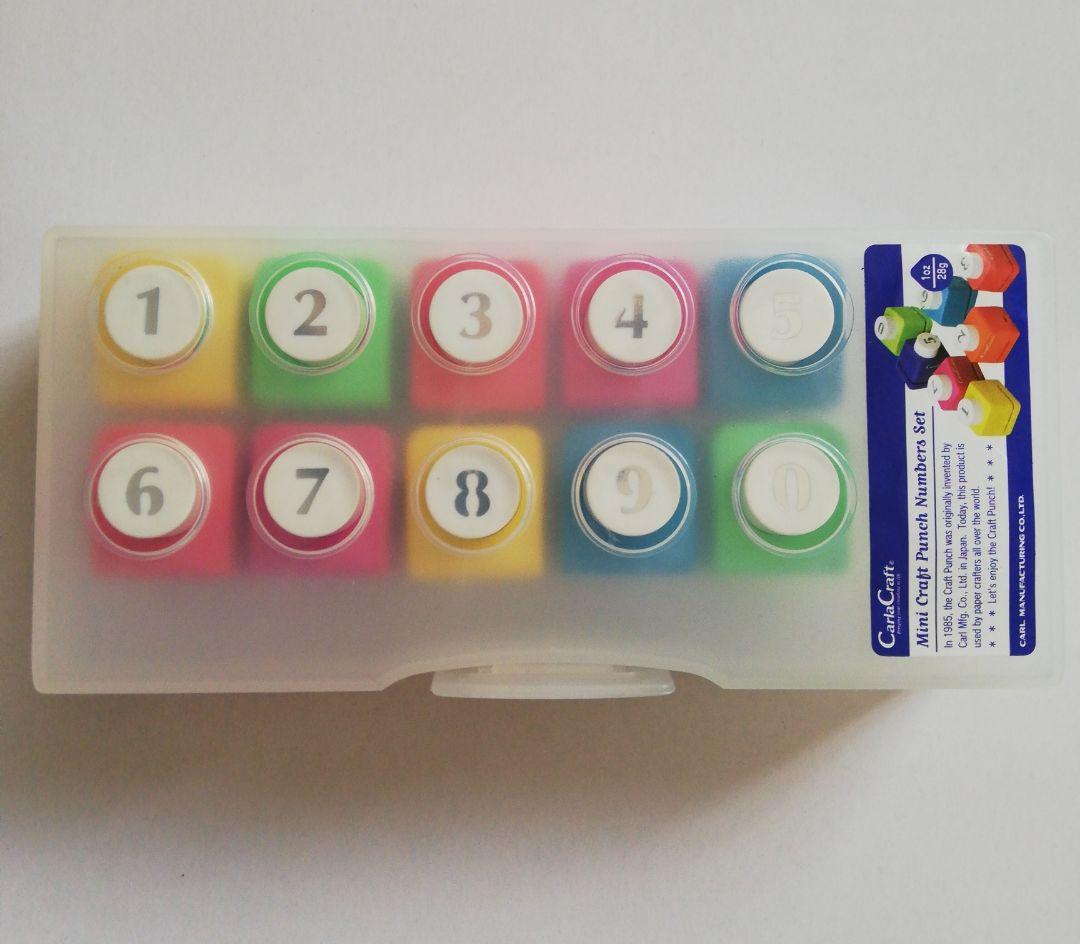 1 2 3 4 5
6 7 8 9 0
CarlaCraft®
Mini Craft Punch Numbers Set
In 1985, the Craft Punch was originally invented by
Carl Mfg. Co., Ltd. in Japan. Today, this product is
used by paper crafters all over the world.
* * * Let's enjoy the Craft Punch! * * *
CARL MANUFACTURING CO.,LTD.
1oz
28g